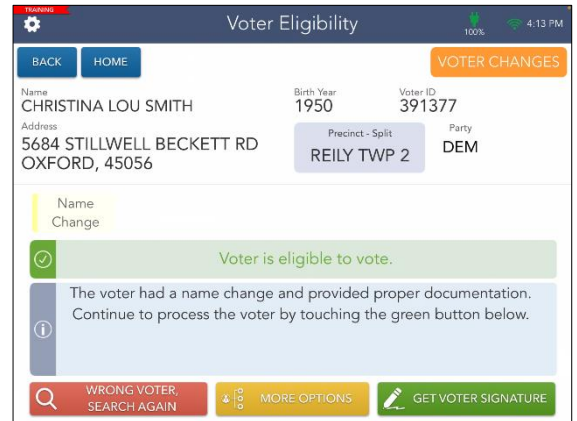 TRAINING
Voter Eligibility
100%
4:13 PM
BACK
HOME
VOTER CHANGES
Name
CHRISTINA LOU SMITH
Birth Year
1950
Voter ID
391377
Address
5684 STILLWELL BECKETT RD
OXFORD, 45056
Precinct - Split
REILY TWP 2
Party
DEM
Name
Change
Voter is eligible to vote.
The voter had a name change and provided proper documentation.
Continue to process the voter by touching the green button below.
WRONG VOTER,
SEARCH AGAIN
MORE OPTIONS
GET VOTER SIGNATURE